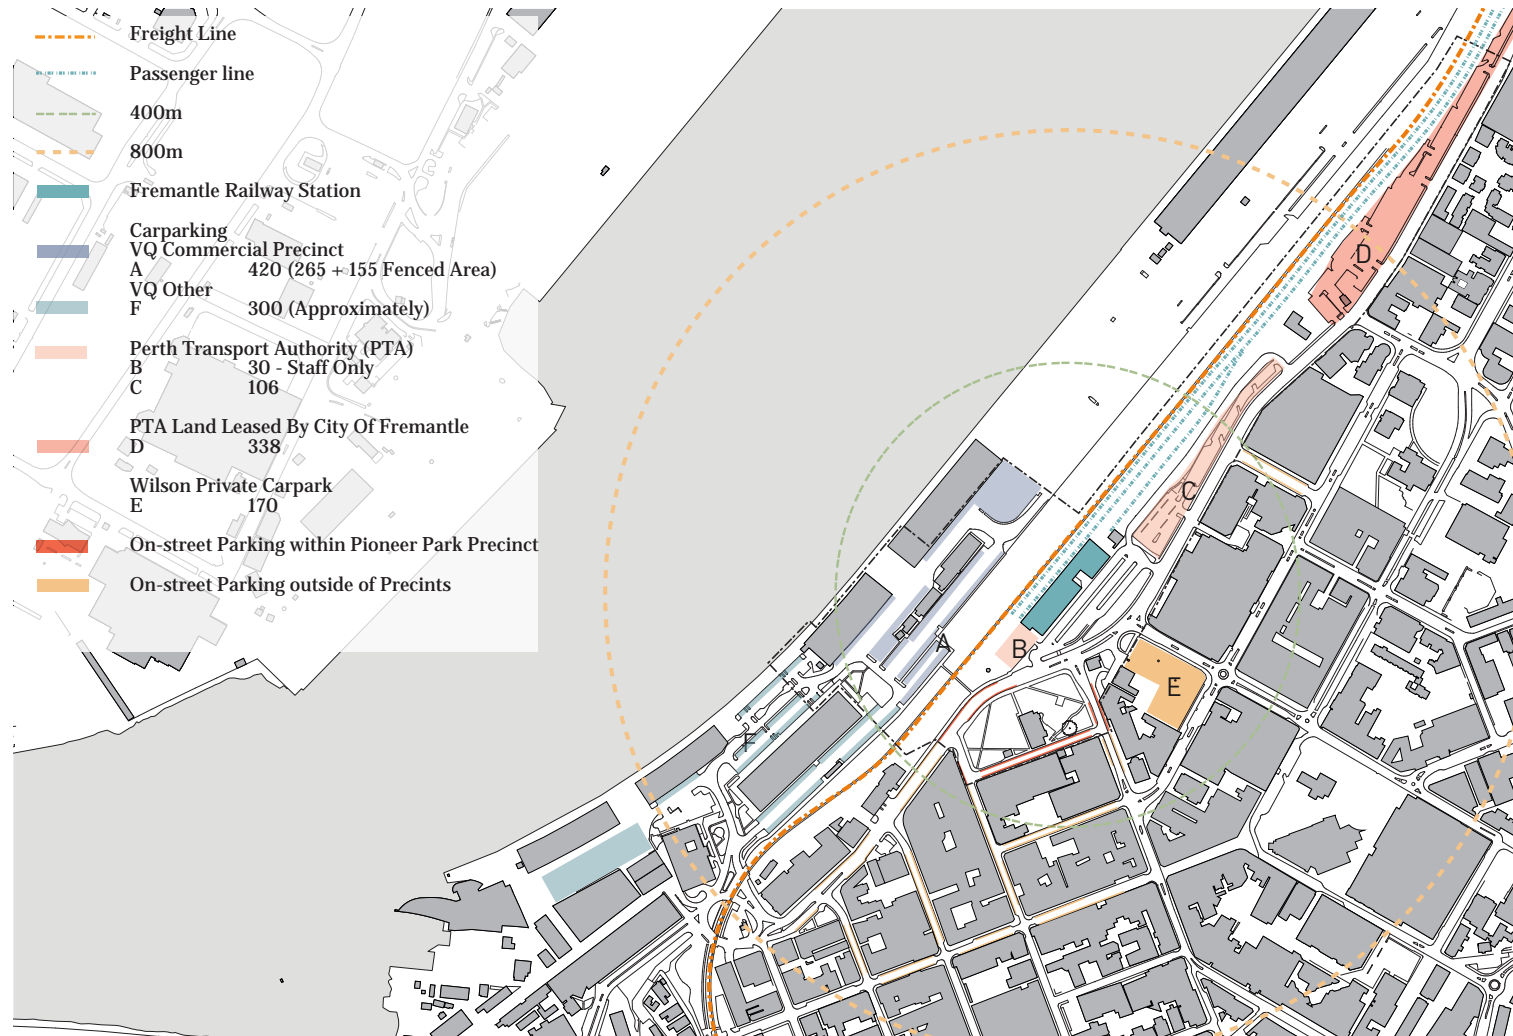 Freight Line
Passenger line
400m
800m
Fremantle Railway Station
Carparking
VQ Commercial Precinct
A 420 (265 + 155 Fenced Area)
VQ Other
F 300 (Approximately)
Perth Transport Authority (PTA)
B 30 - Staff Only
C 106
PTA Land Leased By City Of Fremantle
D 338
Wilson Private Carpark
E 170
On-street Parking within Pioneer Park Precinct
On-street Parking outside of Precints
D
C
A
B
E
F